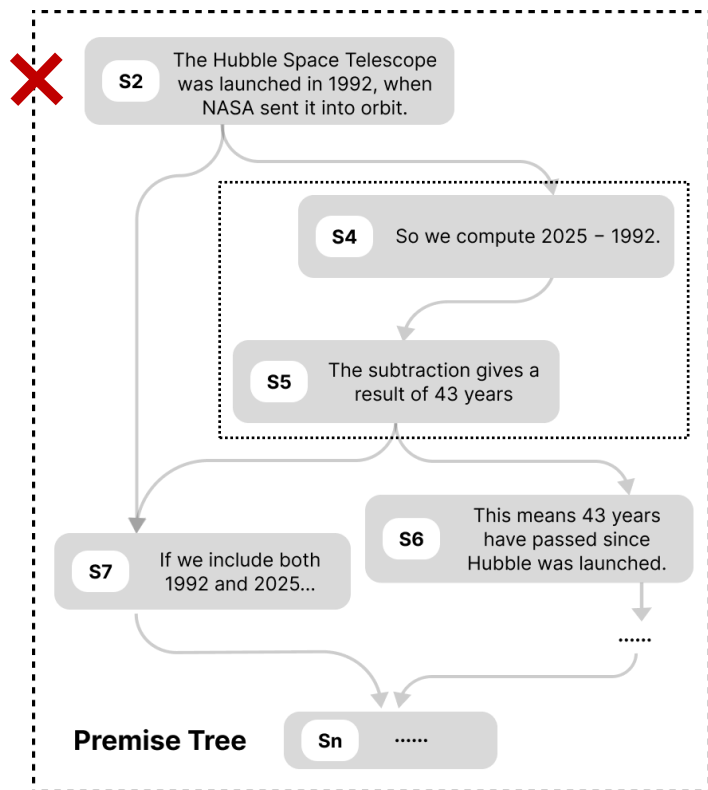 S2
The Hubble Space Telescope
was launched in 1992, when
NASA sent it into orbit.
S4
So we compute 2025 − 1992.
S5
The subtraction gives a
result of 43 years
S6
This means 43 years
have passed since
Hubble was launched.
S7
If we include both
1992 and 2025...
......
Premise Tree
Sn
......